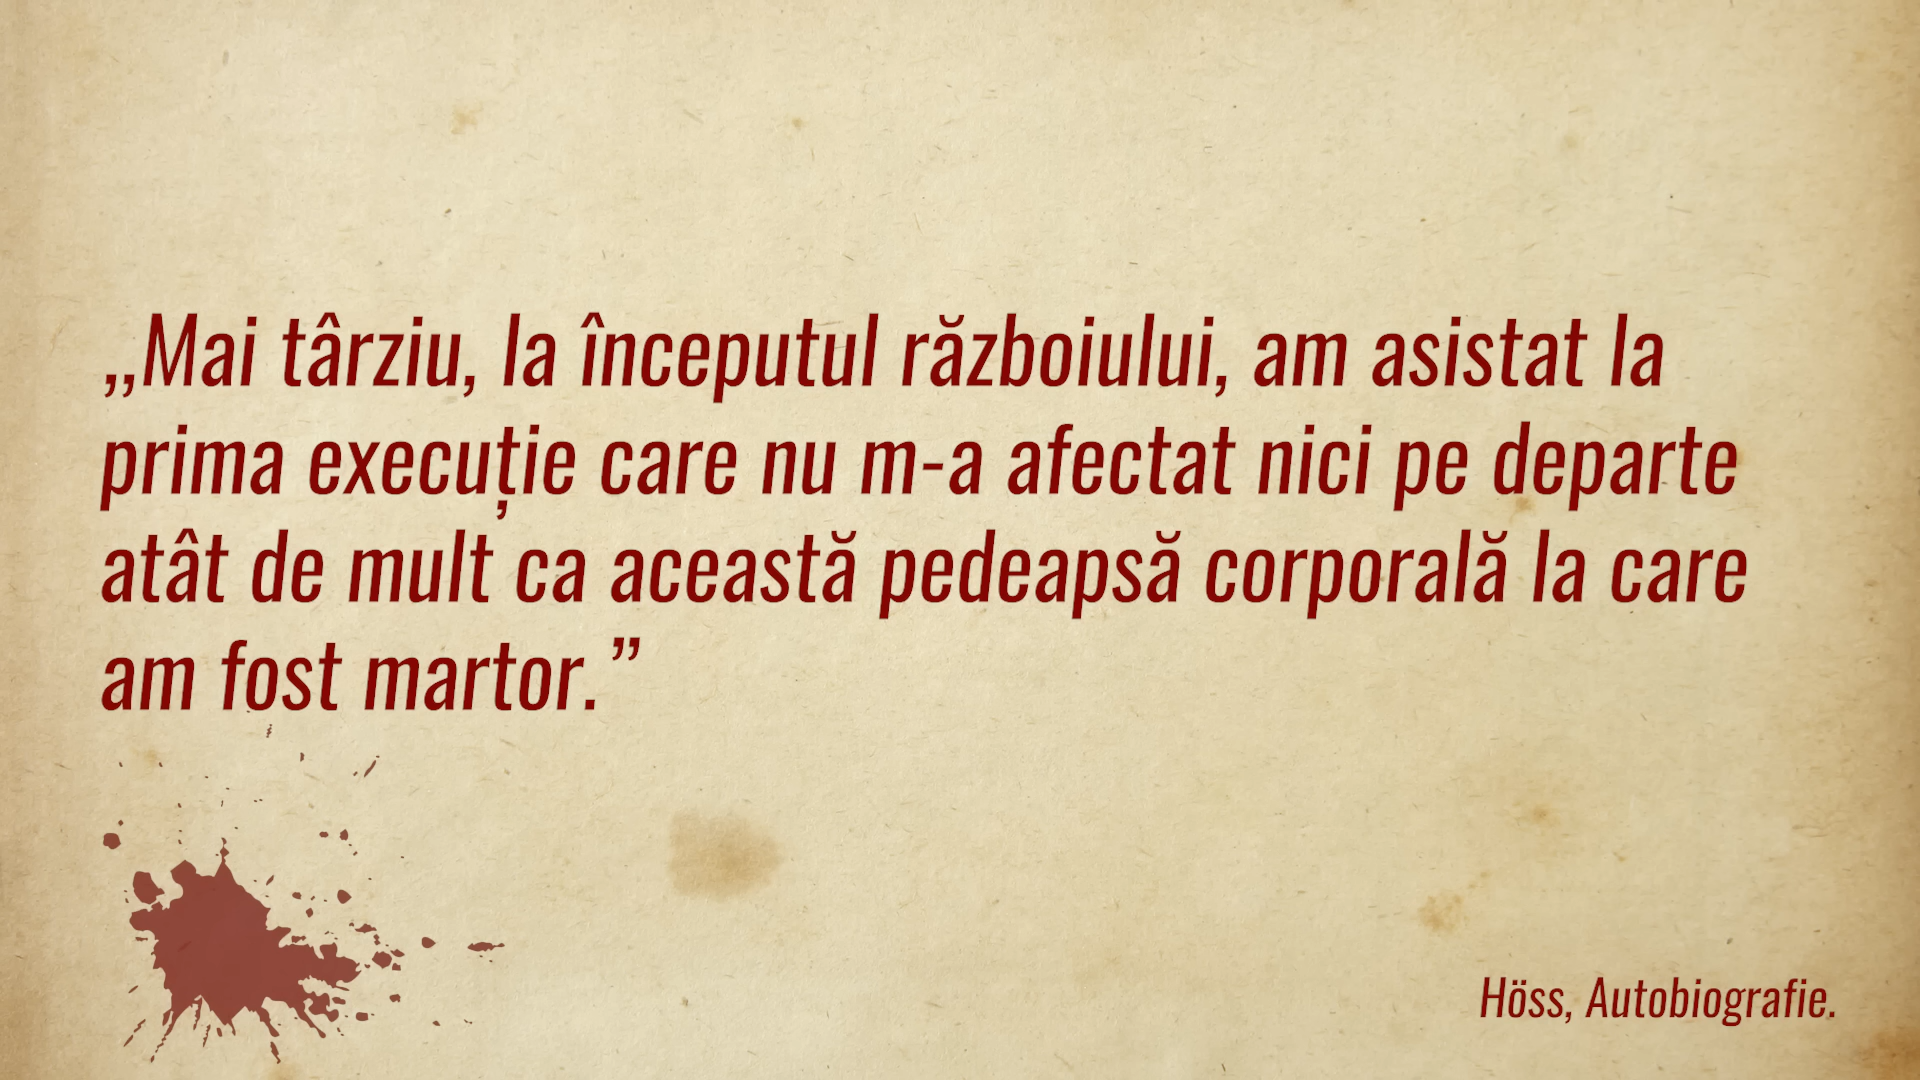 „Mai târziu, la începutul războiului, am asistat la
prima execuție care nu m-a afectat nici pe departe
atât de mult ca această pedeapsă corporală la care
am fost martor.”
Höss, Autobiografie.